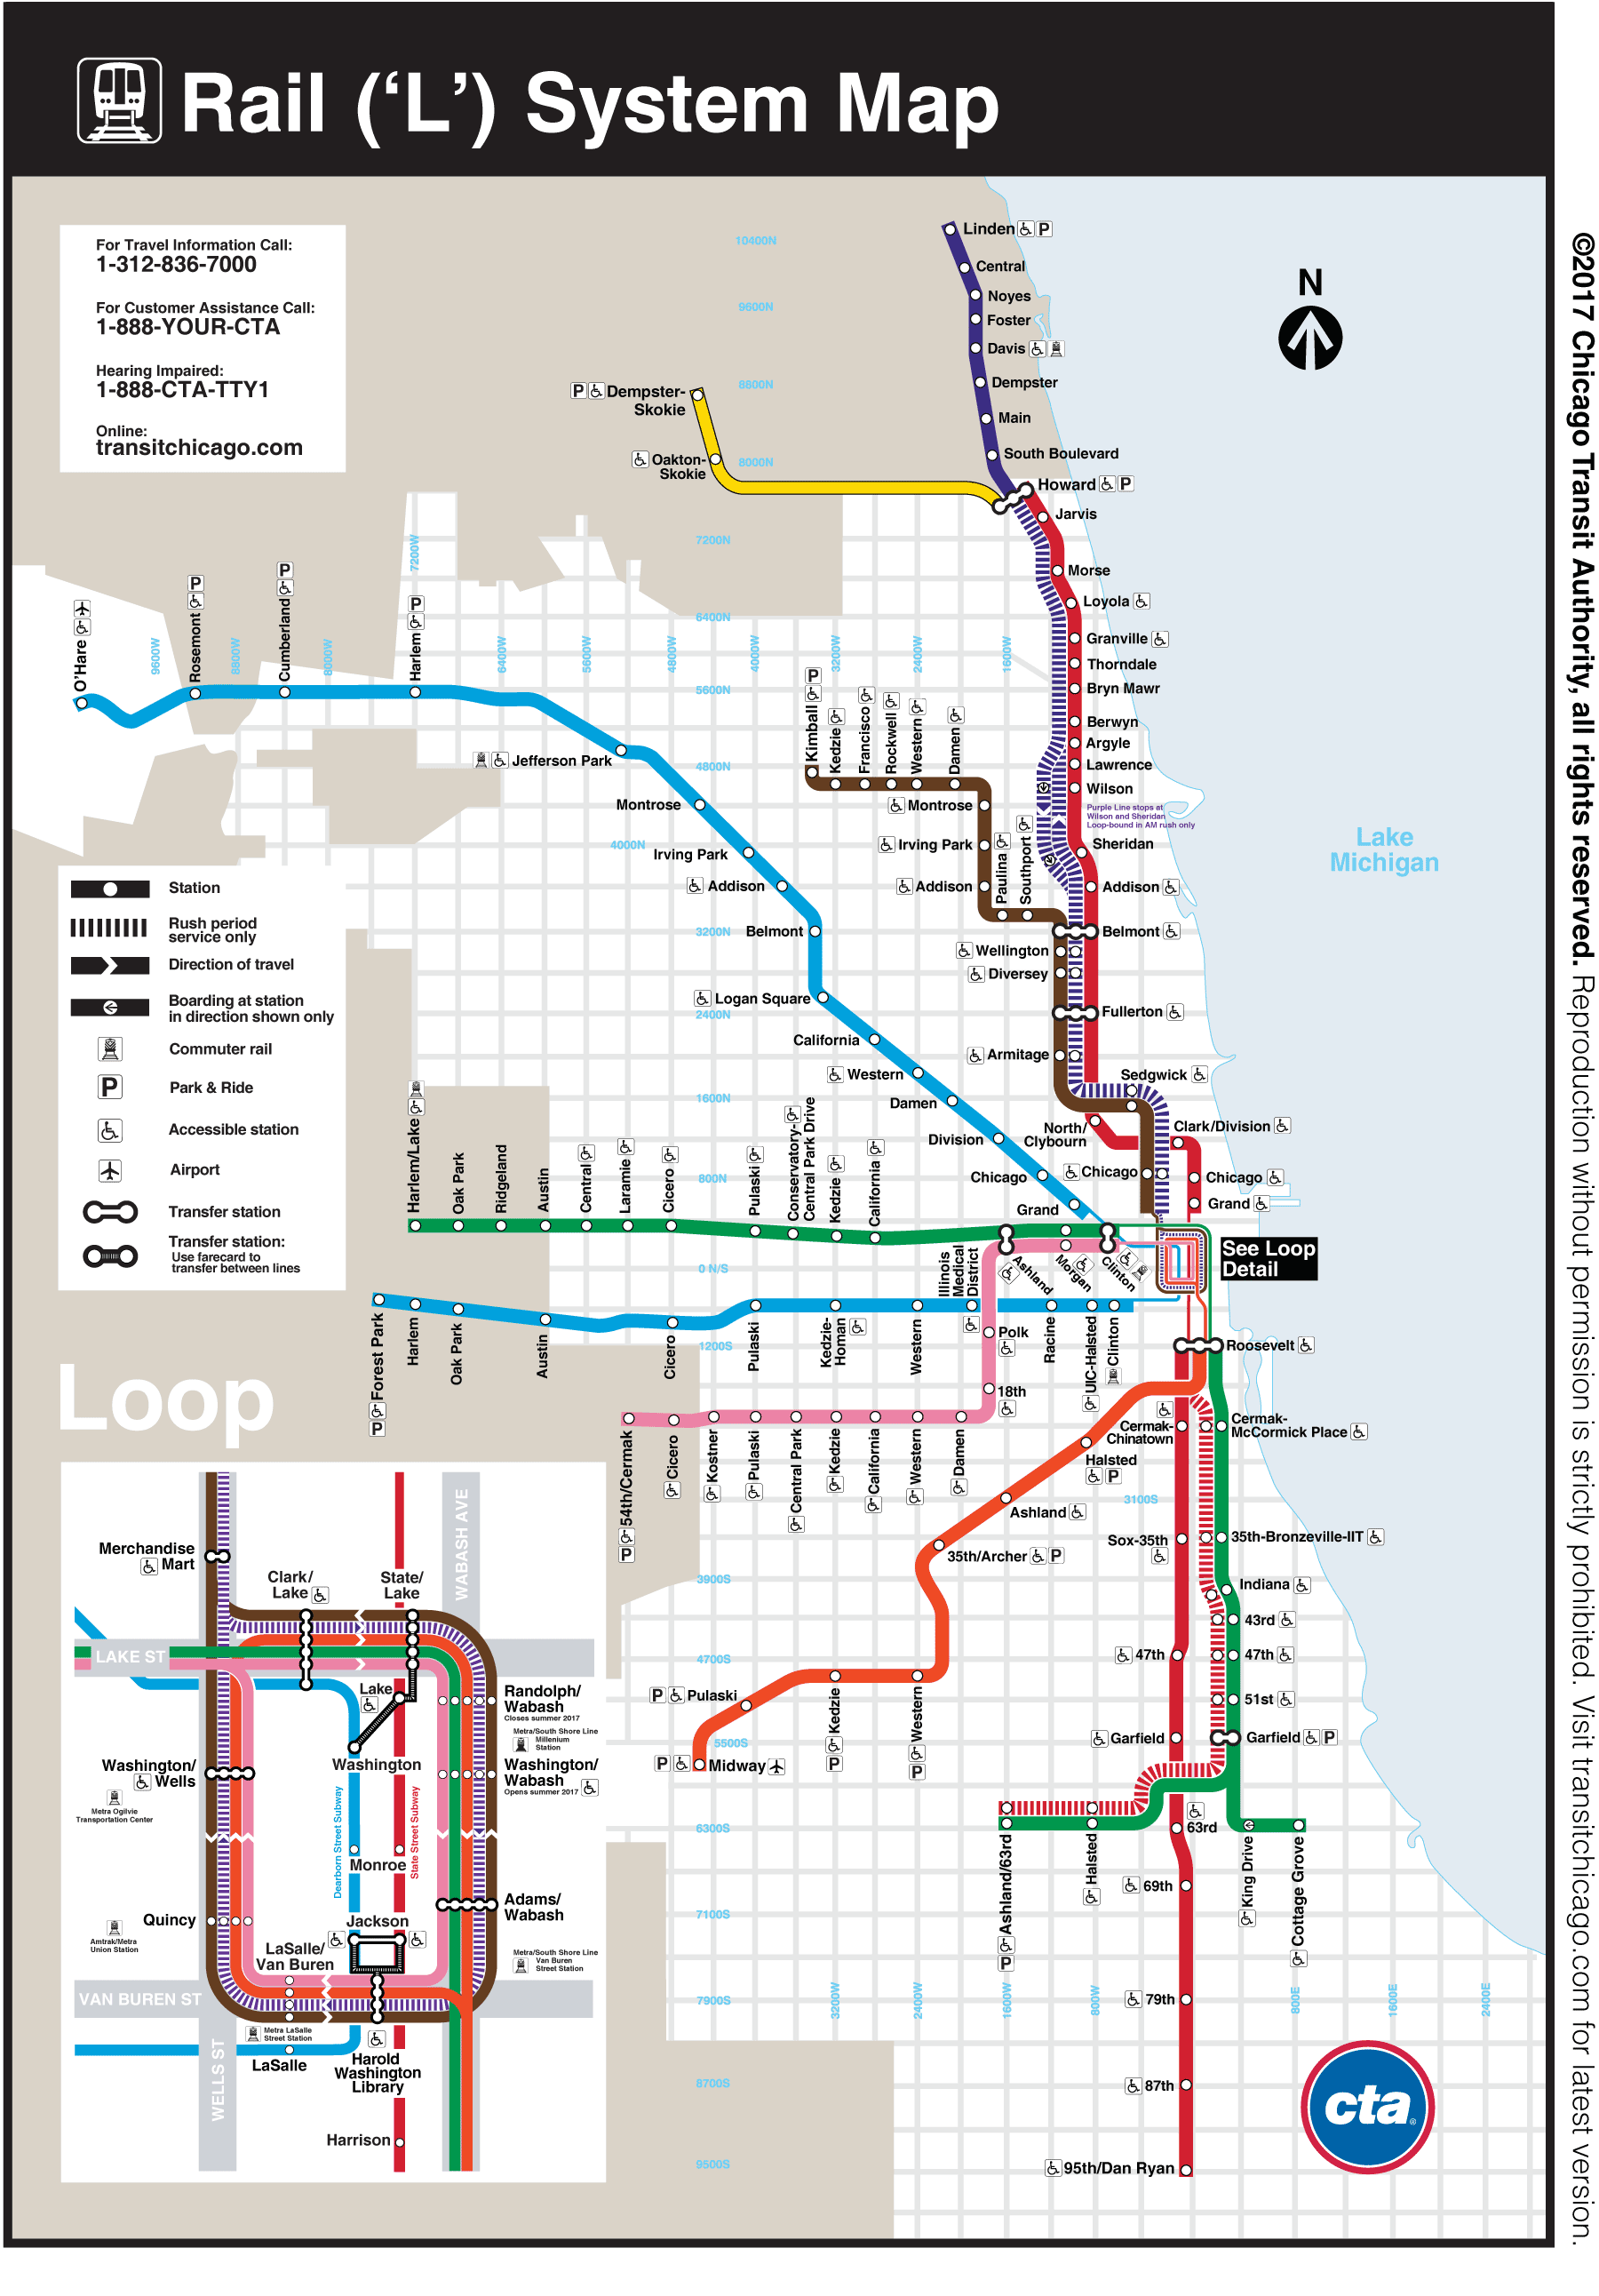 Rail (‘L’) System Map
For Travel Information Call:
1-312-836-7000
For Customer Assistance Call:
1-888-YOUR-CTA
Hearing Impaired:
1-888-CTA-TTY1
Online:
transitchicago.com
10400N
9600N
8800N
8000N
7200N
6400N
5600N
4800N
4000N
3200N
2400N
1600N
800N
0 N/S
1200S
3100S
3900S
4700S
5500S
6300S
7100S
7900S
8700S
9500S
9600W
8800W
8000W
7200W
6400W
5600W
4800W
4000W
3200W
2400W
1600W
N
Lake
Michigan
Linden
P
Central
Noyes
Foster
Davis
Dempster
Main
South Boulevard
Howard
P
P
Dempster-
Skokie
Oakton-
Skokie
Jarvis
Morse
Loyola
Granville
Thorndale
Bryn Mawr
Berwyn
Argyle
Lawrence
Wilson
Purple Line stops at
Wilson and Sheridan
Loop-bound in AM rush only
Sheridan
Addison
Belmont
Wellington
Diversey
Fullerton
Armitage
Sedgwick
North/
Clybourn
Clark/Division
Chicago
Chicago
Grand
See Loop
Detail
O’Hare
Rosemont
P
Cumberland
P
Harlem
P
Jefferson Park
Montrose
Irving Park
Addison
Belmont
Logan Square
California
Western
Damen
Division
Chicago
Grand
Kimball
P
Kedzie
Francisco
Rockwell
Western
Damen
Montrose
Irving Park
Addison
Paulina
Southport
Station
Rush period
service only
Direction of travel
Boarding at station
in direction shown only
Commuter rail
P
Park & Ride
Accessible station
Airport
Transfer station
Transfer station:
Use farecard to
transfer between lines
Harlem/Lake
Oak Park
Ridgeland
Austin
Central
Laramie
Cicero
Pulaski
Conservatory-
Central Park Drive
Kedzie
California
Ashland
Morgan
Clinton
Forest Park
P
Harlem
Oak Park
Austin
Cicero
Pulaski
Kedzie-
Homan
Western
Illinois
Medical
District
Racine
UIC-Halsted
Clinton
Polk
18th
54th/Cermak
P
Cicero
Kostner
Pulaski
Central Park
Kedzie
California
Western
Damen
Roosevelt
Cermak-
Chinatown
Cermak-
McCormick Place
Halsted
P
Ashland
35th/Archer
P
Sox-35th
35th-Bronzeville-IIT
Indiana
43rd
47th
47th
51st
Garfield
Garfield
P
Western
P
Kedzie
P
P
Pulaski
P
Midway
63rd
69th
79th
87th
95th/Dan Ryan
Ashland/63rd
P
Halsted
King Drive
Cottage Grove
3200W
2400W
1600W
800W
800E
1600E
2400E
cta
Loop
Merchandise
Mart
Clark/
Lake
State/
Lake
WABASH AVE
LAKE ST
Lake
Randolph/
Wabash
Closes summer 2017
Metra/South Shore Line
Millenium
Station
Washington/
Wells
Metra Ogilvie
Transportation Center
Washington
Washington/
Wabash
Opens summer 2017
Dearborn Street Subway
State Street Subway
Monroe
Adams/
Wabash
Quincy
Amtrak/Metra
Union Station
Jackson
LaSalle/
Van Buren
Metra/South Shore Line
Van Buren
Street Station
VAN BUREN ST
Metra LaSalle
Street Station
LaSalle
WELLS ST
Harold
Washington
Library
Harrison
©2017 Chicago Transit Authority, all rights reserved. Reproduction without permission is strictly prohibited. Visit transitchicago.com for latest version.